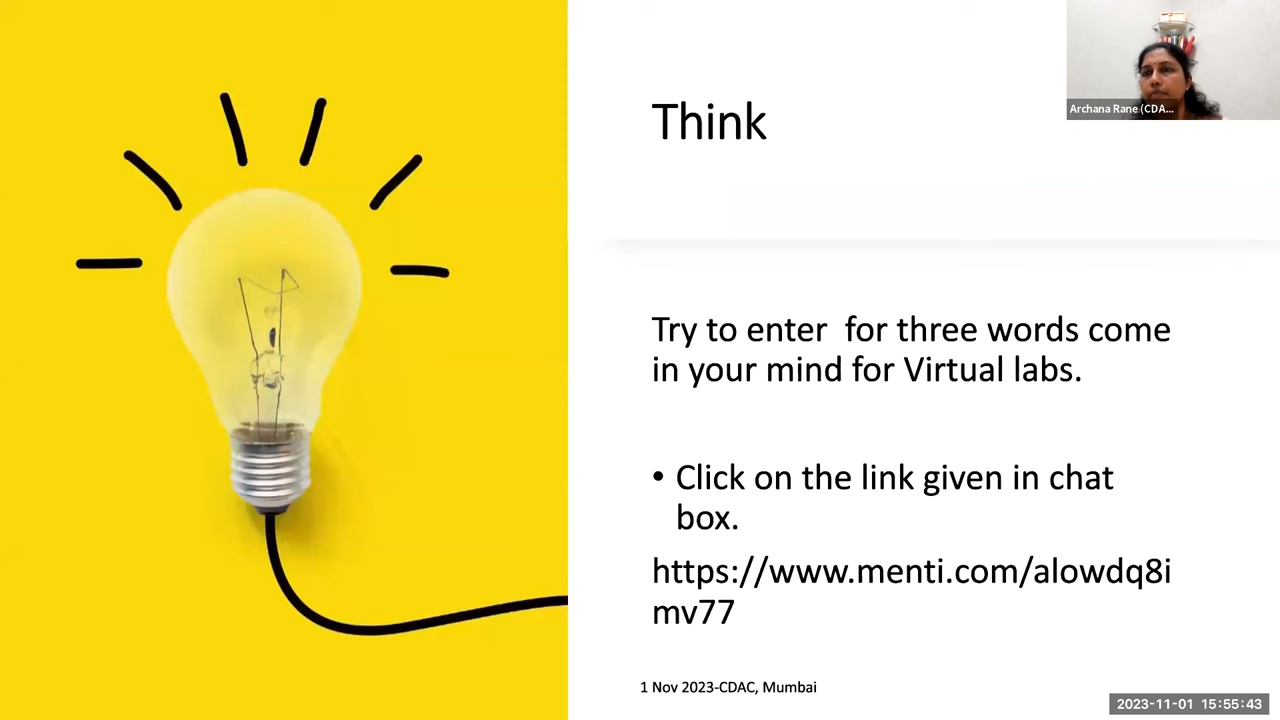 Think
Archana Rane (CDA...
Try to enter  for three words come
in your mind for Virtual labs.
• Click on the link given in chat
box.
https://www.menti.com/alowdq8i
mv77
1 Nov 2023-CDAC, Mumbai
2023-11-01 15:55:43